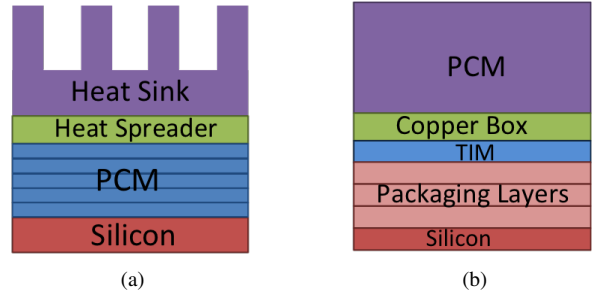 Heat Sink
Heat Spreader
PCM
Silicon
(a)
PCM
Copper Box
TIM
Packaging Layers
Silicon
(b)